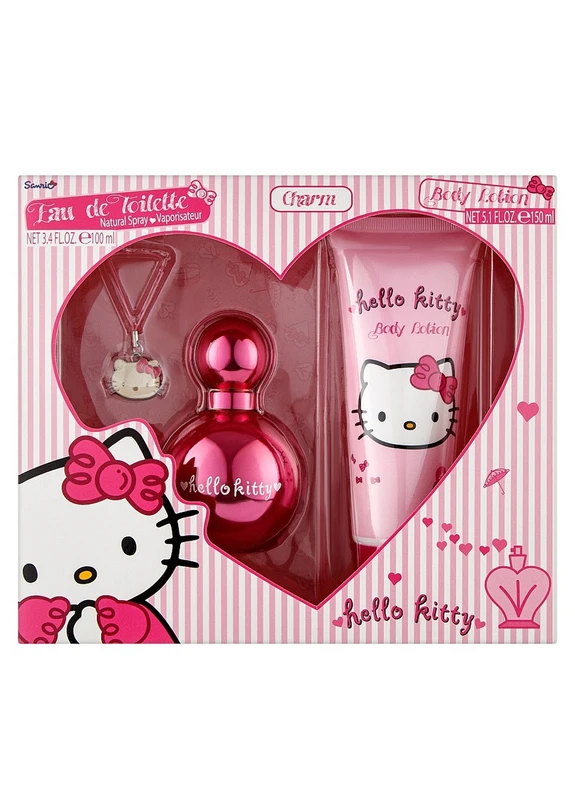 Sanrio
Eau de Toilette
Natural Spray Vaporisateur
NET 3.4 FL.OZ. ℮100 ml
Charm
Body Lotion
NET 5.1 FL.OZ. ℮150 ml
hello kitty
Body Lotion
hello kitty
hello kitty